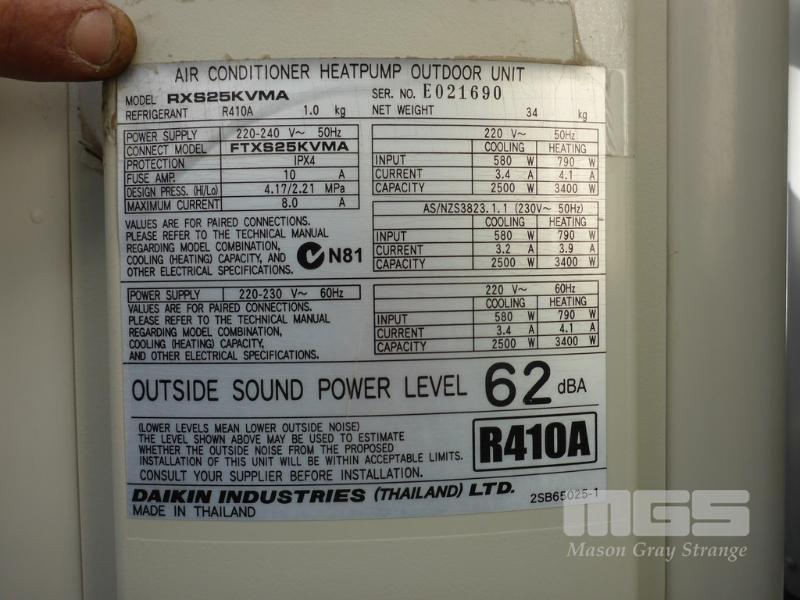 AIR CONDITIONER HEATPUMP OUTDOOR UNIT
MODEL RXS25KVMA SER. NO. E021690
REFRIGERANT R410A 1.0 kg NET WEIGHT 34 kg
POWER SUPPLY 220-240 V~ 50Hz
CONNECT MODEL FTXS25KVMA
PROTECTION IPX4
FUSE AMP. 10 A
DESIGN PRESS. (Hi/Lo) 4.17/2.21 MPa
MAXIMUM CURRENT 8.0 A
220 V~ 50Hz
COOLING HEATING
INPUT 580 W 790 W
CURRENT 3.4 A 4.1 A
CAPACITY 2500 W 3400 W
VALUES ARE FOR PAIRED CONNECTIONS.
PLEASE REFER TO THE TECHNICAL MANUAL
REGARDING MODEL COMBINATION,
COOLING (HEATING) CAPACITY, AND
OTHER ELECTRICAL SPECIFICATIONS.
N81
AS/NZS3823.1.1 (230V~ 50Hz)
COOLING HEATING
INPUT 580 W 790 W
CURRENT 3.2 A 3.9 A
CAPACITY 2500 W 3400 W
POWER SUPPLY 220-230 V~ 60Hz
VALUES ARE FOR PAIRED CONNECTIONS.
PLEASE REFER TO THE TECHNICAL MANUAL
REGARDING MODEL COMBINATION,
COOLING (HEATING) CAPACITY,
AND OTHER ELECTRICAL SPECIFICATIONS.
220 V~ 60Hz
COOLING HEATING
INPUT 580 W 790 W
CURRENT 3.4 A 4.1 A
CAPACITY 2500 W 3400 W
OUTSIDE SOUND POWER LEVEL 62 dBA
(LOWER LEVELS MEAN LOWER OUTSIDE NOISE)
THE LEVEL SHOWN ABOVE MAY BE USED TO ESTIMATE
WHETHER THE OUTSIDE NOISE FROM THE PROPOSED
INSTALLATION OF THIS UNIT WILL BE WITHIN ACCEPTABLE LIMITS.
CONSULT YOUR SUPPLIER BEFORE INSTALLATION.
R410A
DAIKIN INDUSTRIES (THAILAND) LTD. 2SB65025-1
MADE IN THAILAND
MGS
Mason Gray Strange